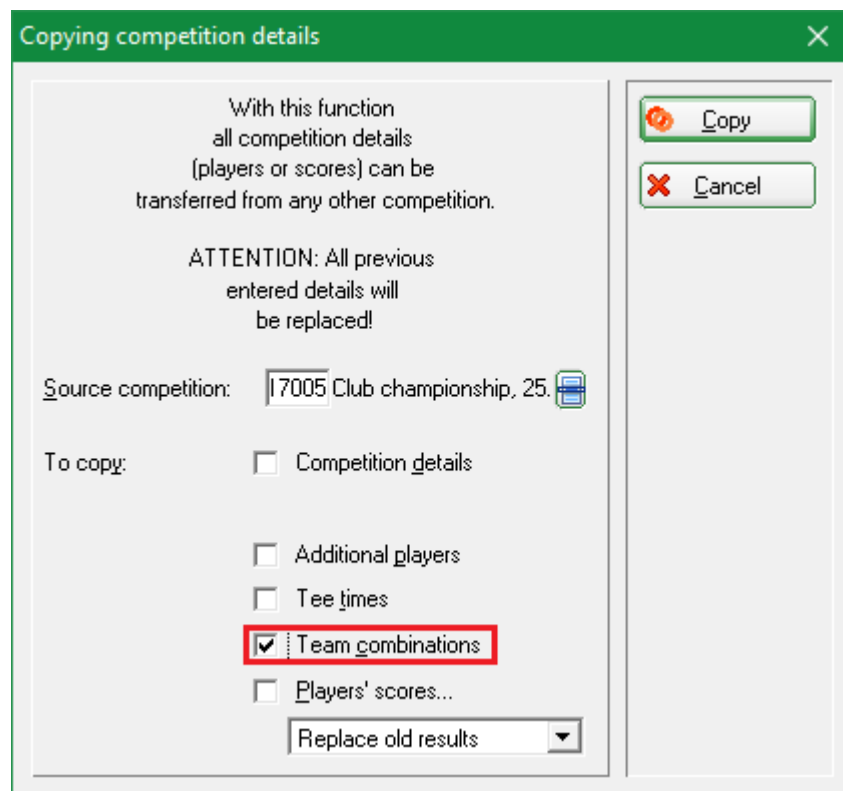 Copying competition details
With this function
all competition details
(players or scores) can be
transferred from any other competition.
ATTENTION: All previous
entered details will
be replaced!
Source competition: 17005 Club championship, 25.
To copy: Competition details
Additional players
Tee times
Team combinations
Players' scores...
Replace old results
Copy
Cancel